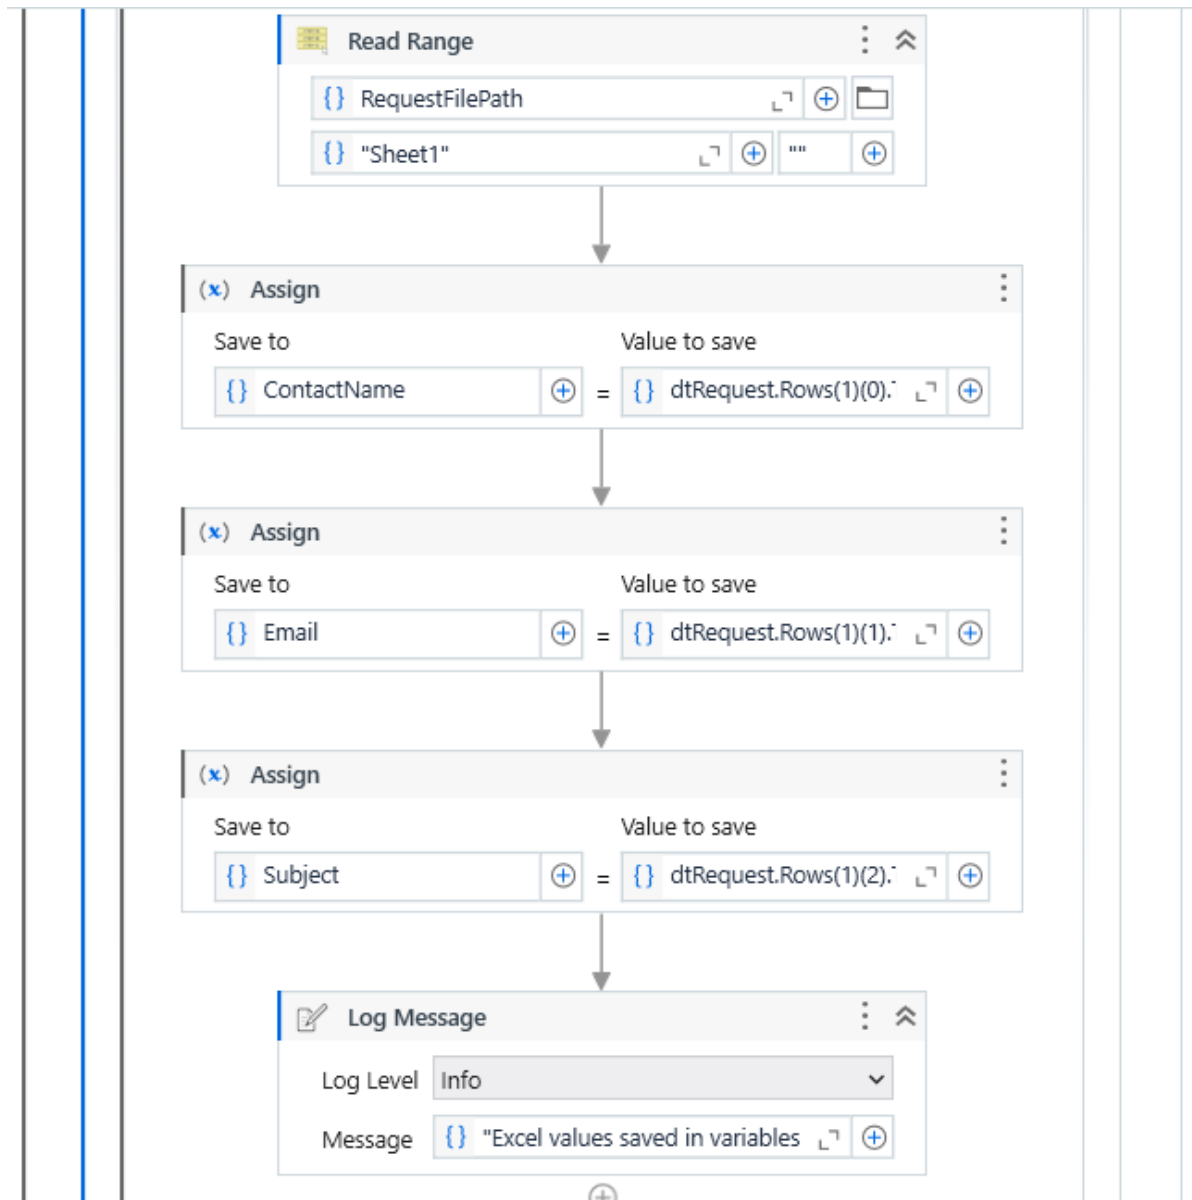 Read Range
{} RequestFilePath
{} "Sheet1" ""
(x) Assign
Save to Value to save
{} ContactName = {} dtRequest.Rows(1)(0).
(x) Assign
Save to Value to save
{} Email = {} dtRequest.Rows(1)(1).
(x) Assign
Save to Value to save
{} Subject = {} dtRequest.Rows(1)(2).
Log Message
Log Level Info
Message {} "Excel values saved in variables